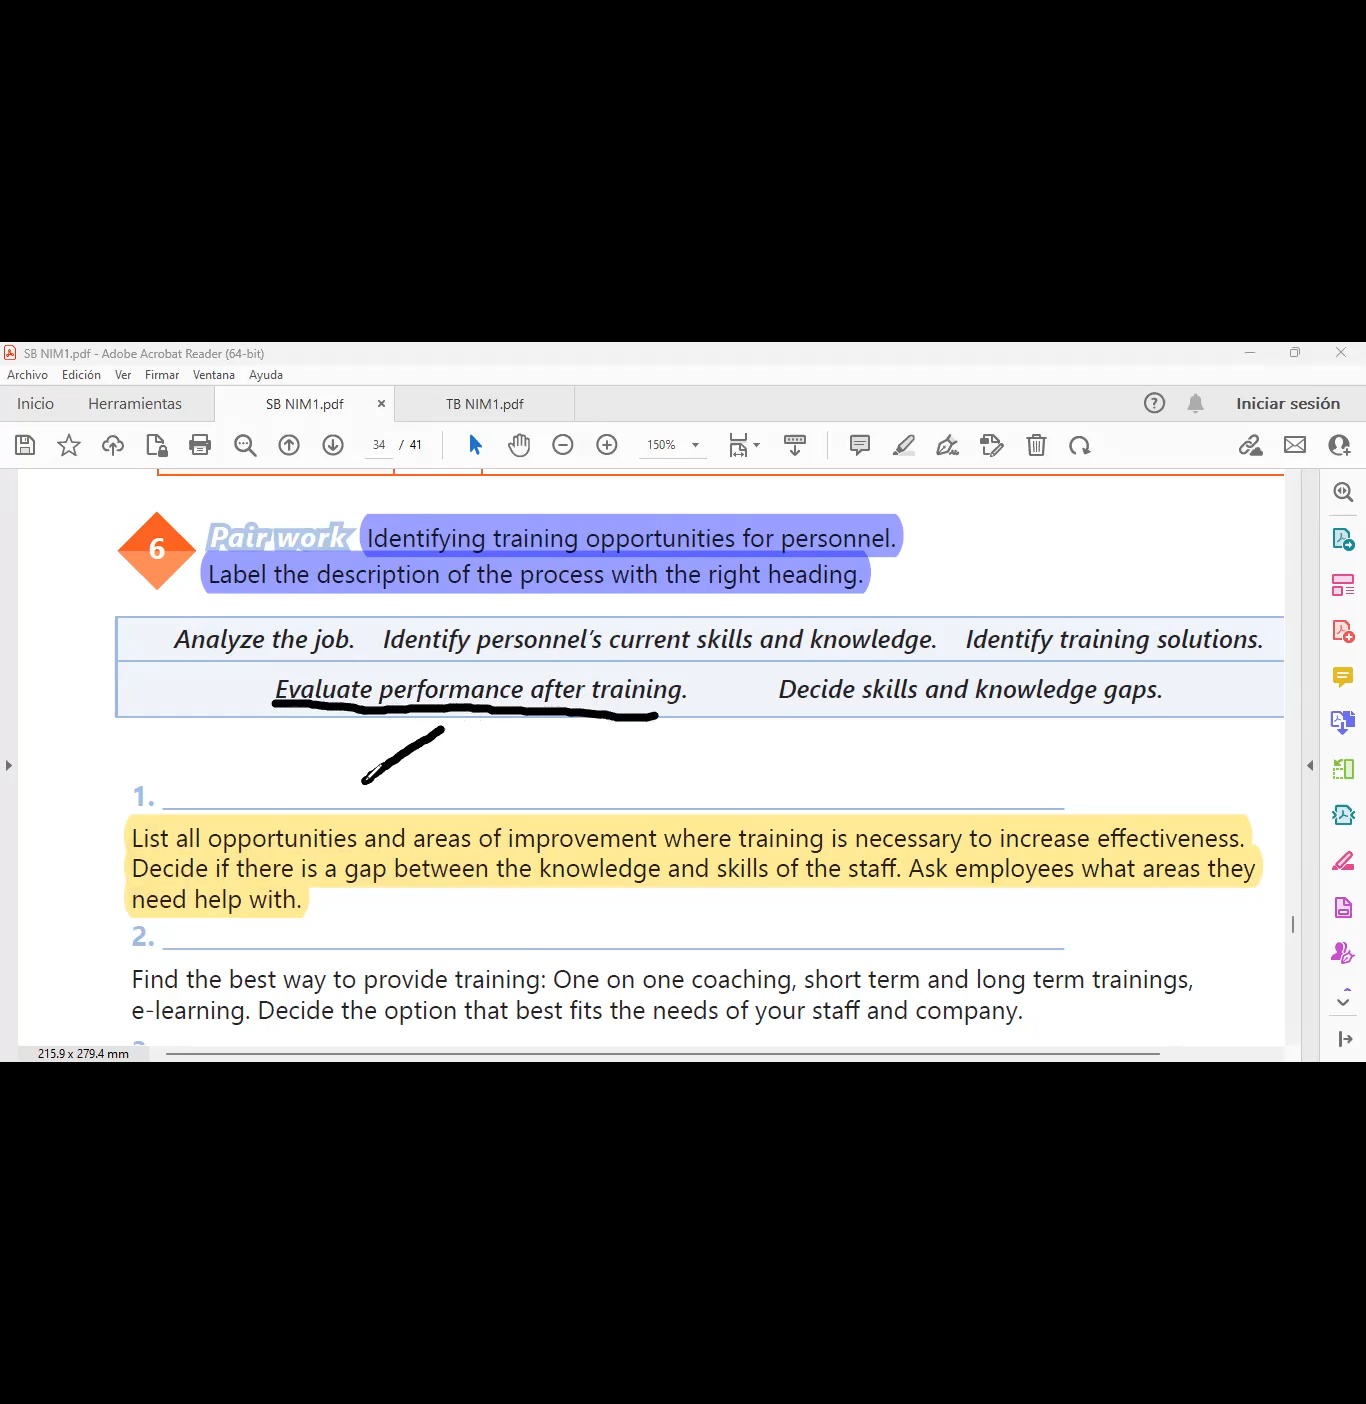 SB NIM1.pdf - Adobe Acrobat Reader (64-bit)
Archivo Edición Ver Firmar Ventana Ayuda
Inicio Herramientas SB NIM1.pdf × TB NIM1.pdf Iniciar sesión
34 / 41 150%
6 Pair work Identifying training opportunities for personnel.
Label the description of the process with the right heading.
Analyze the job. Identify personnel's current skills and knowledge. Identify training solutions.
Evaluate performance after training. Decide skills and knowledge gaps.
1.
List all opportunities and areas of improvement where training is necessary to increase effectiveness.
Decide if there is a gap between the knowledge and skills of the staff. Ask employees what areas they
need help with.
2.
Find the best way to provide training: One on one coaching, short term and long term trainings,
e-learning. Decide the option that best fits the needs of your staff and company.
215.9 x 279.4 mm